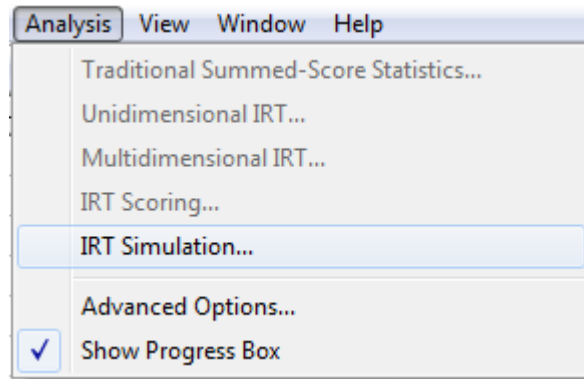 Analysis View Window Help
Traditional Summed-Score Statistics...
Unidimensional IRT...
Multidimensional IRT...
IRT Scoring...
IRT Simulation...
Advanced Options...
Show Progress Box